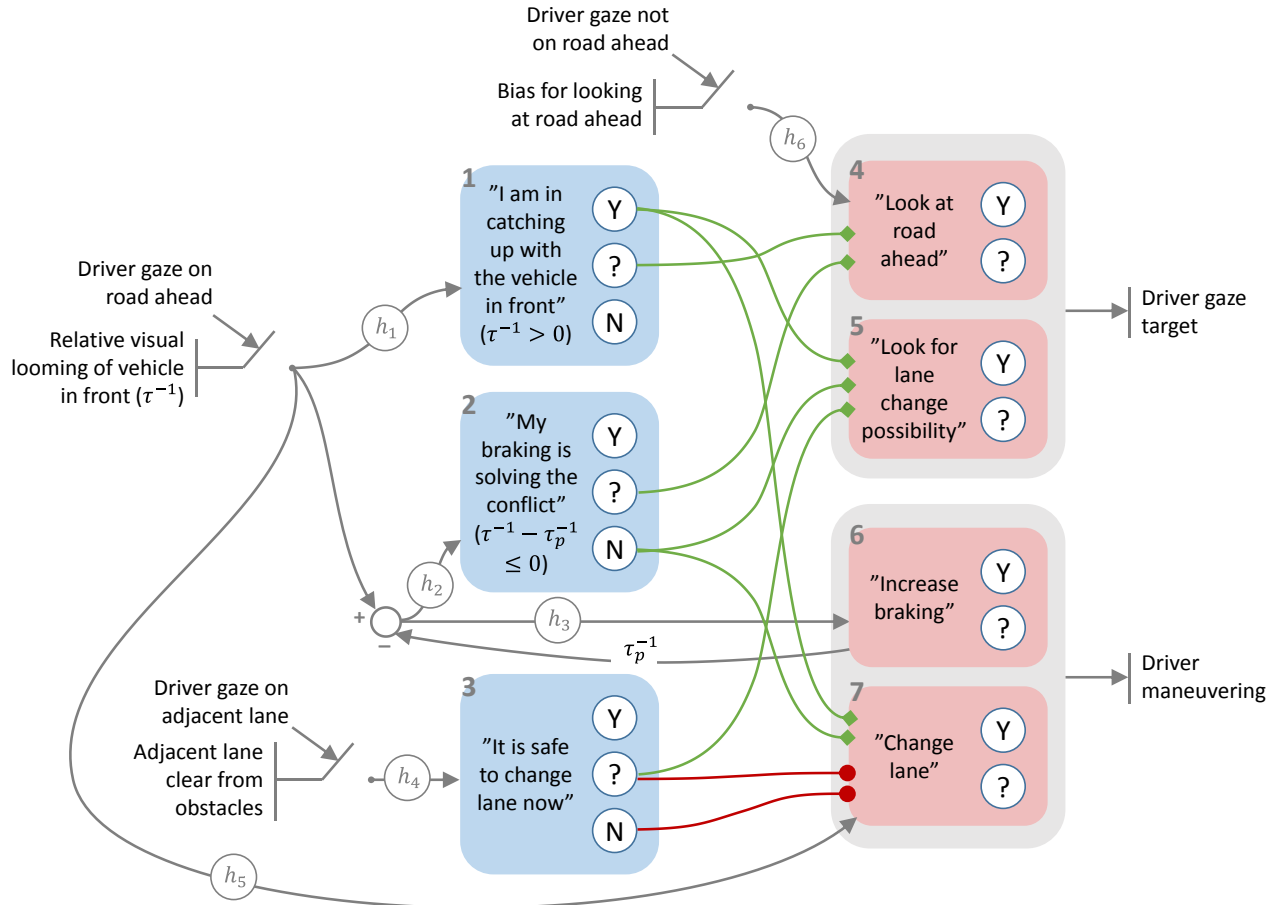 Driver gaze not
on road ahead
Bias for looking
at road ahead
h₆
1
"I am in
catching
up with
the vehicle
in front"
(τ⁻¹ > 0)
Y
?
N
4
"Look at
road
ahead"
Y
?
Driver gaze on
road ahead
Relative visual
looming of vehicle
in front (τ⁻¹)
h₁
5
"Look for
lane
change
possibility"
Y
?
Driver gaze
target
2
"My
braking is
solving the
conflict"
(τ⁻¹ − τₚ⁻¹
≤ 0)
Y
?
N
6
"Increase
braking"
Y
?
h₂
+
−
h₃
τₚ⁻¹
Driver
maneuvering
Driver gaze on
adjacent lane
Adjacent lane
clear from
obstacles
h₄
3
"It is safe
to change
lane now"
Y
?
N
7
"Change
lane"
Y
?
h₅